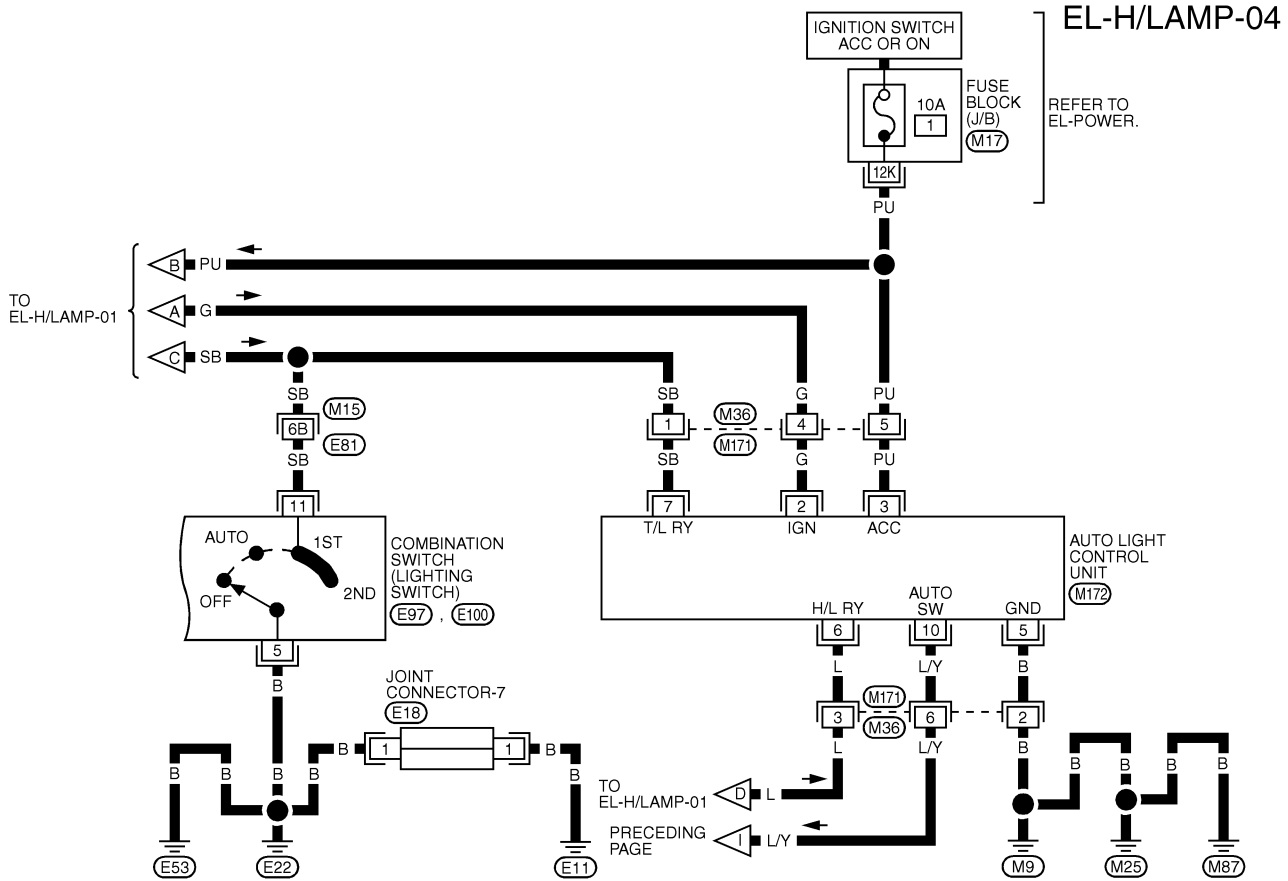 EL-H/LAMP-04
IGNITION SWITCH
ACC OR ON
FUSE
BLOCK
(J/B)
M17
10A
1
REFER TO
EL-POWER.
12K
PU
B PU
TO
EL-H/LAMP-01
A G
C SB
SB SB G PU
M15
6B
E81
1 M36 4 5
M171
SB SB G PU
11 7 2 3
T/L RY IGN ACC
AUTO 1ST
OFF 2ND
COMBINATION
SWITCH
(LIGHTING
SWITCH)
E97 , E100
AUTO LIGHT
CONTROL
UNIT
M172
H/L RY AUTO
SW GND
6 10 5
5
B
L L/Y B
JOINT
CONNECTOR-7
E18
M171
3 M36 6 2
B 1 1 B
L L/Y B
B B B B B
B B B
TO
EL-H/LAMP-01
D L
PRECEDING
PAGE
I L/Y
E53 E22 E11 M9 M25 M87